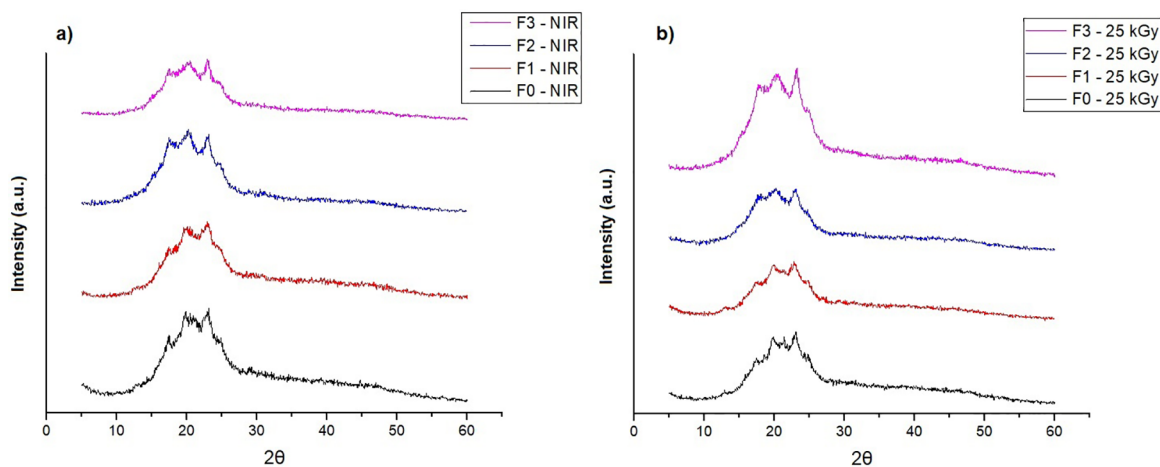 a)
F3 - NIR
F2 - NIR
F1 - NIR
F0 - NIR
Intensity (a.u.)
0 10 20 30 40 50 60
2θ
b)
F3 - 25 kGy
F2 - 25 kGy
F1 - 25 kGy
F0 - 25 kGy
Intensity (a.u.)
0 10 20 30 40 50 60
2θ